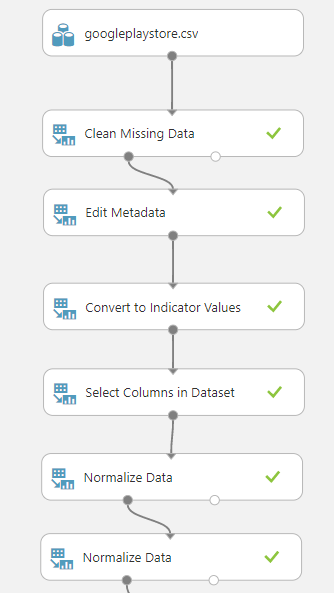 googleplaystore.csv
Clean Missing Data
Edit Metadata
Convert to Indicator Values
Select Columns in Dataset
Normalize Data
Normalize Data